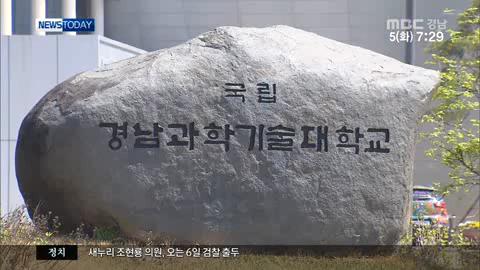 NEWSTODAY
MBC 경남
5(화) 7:29
국립
경남과학기술대학교
정치 새누리 조현룡 의원, 오는 6일 검찰 출두